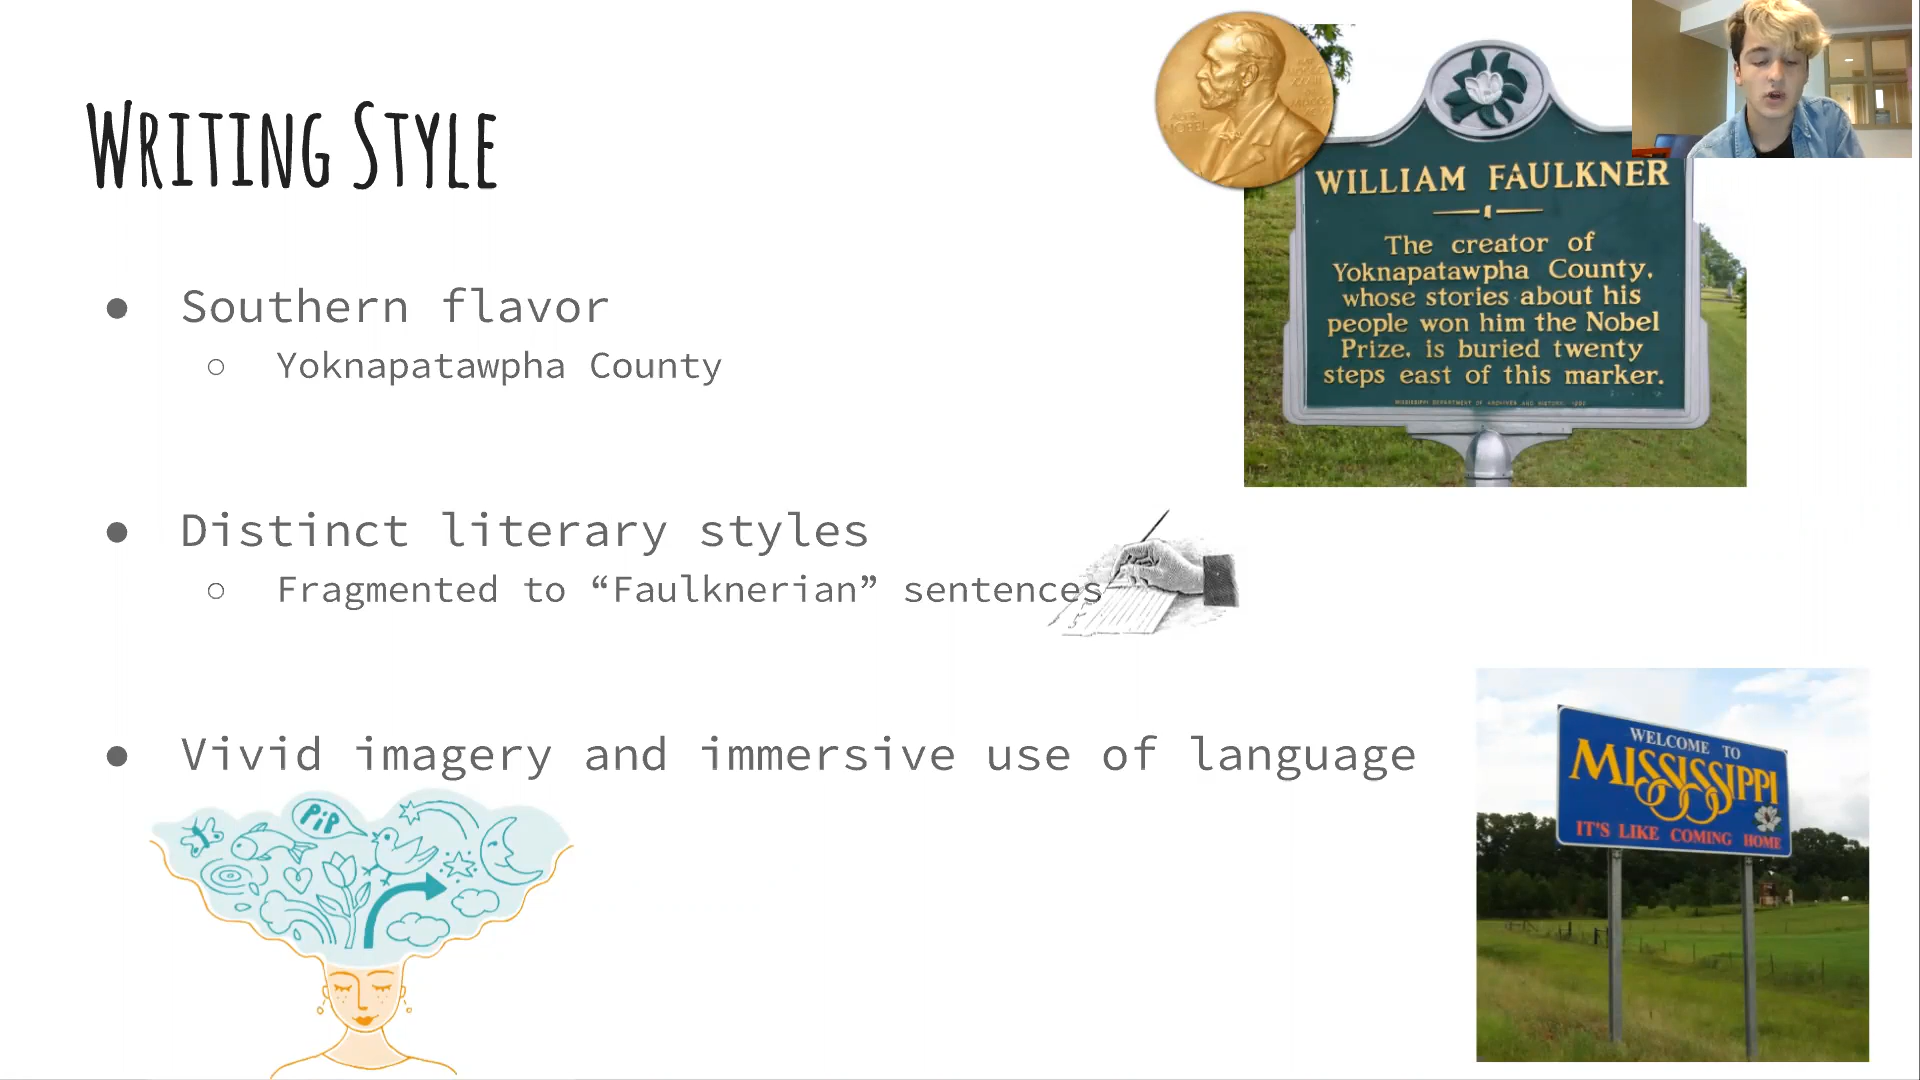 Writing Style
● Southern flavor
○ Yoknapatawpha County
● Distinct literary styles
○ Fragmented to “Faulknerian” sentences
● Vivid imagery and immersive use of language
NOBEL
WILLIAM FAULKNER
The creator of
Yoknapatawpha County,
whose stories about his
people won him the Nobel
Prize, is buried twenty
steps east of this marker.
MISSISSIPPI DEPARTMENT OF ARCHIVES AND HISTORY
PiP
WELCOME TO
MISSISSIPPI
IT'S LIKE COMING HOME